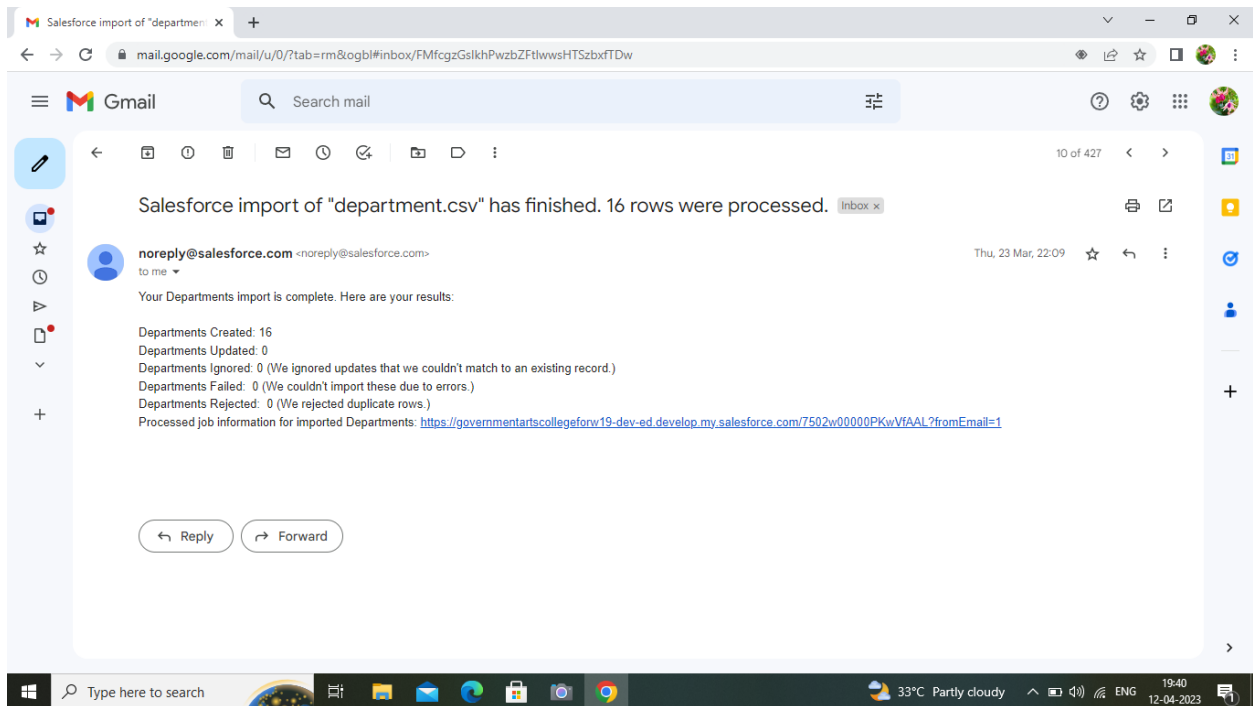 Salesforce import of "departmen
mail.google.com/mail/u/0/?tab=rm&ogbl#inbox/FMfcgzGslkhPwzbZFtlwwsHTSzbxfTDw
Gmail
Search mail
10 of 427
31
Salesforce import of "department.csv" has finished. 16 rows were processed. Inbox ×
noreply@salesforce.com <noreply@salesforce.com> Thu, 23 Mar, 22:09
to me
Your Departments import is complete. Here are your results:
Departments Created: 16
Departments Updated: 0
Departments Ignored: 0 (We ignored updates that we couldn't match to an existing record.)
Departments Failed: 0 (We couldn't import these due to errors.)
Departments Rejected: 0 (We rejected duplicate rows.)
Processed job information for imported Departments: https://governmentartscollegeforw19-dev-ed.develop.my.salesforce.com/7502w00000PKwVfAAL?fromEmail=1
Reply Forward
Type here to search
33°C Partly cloudy
ENG
19:40
12-04-2023
1